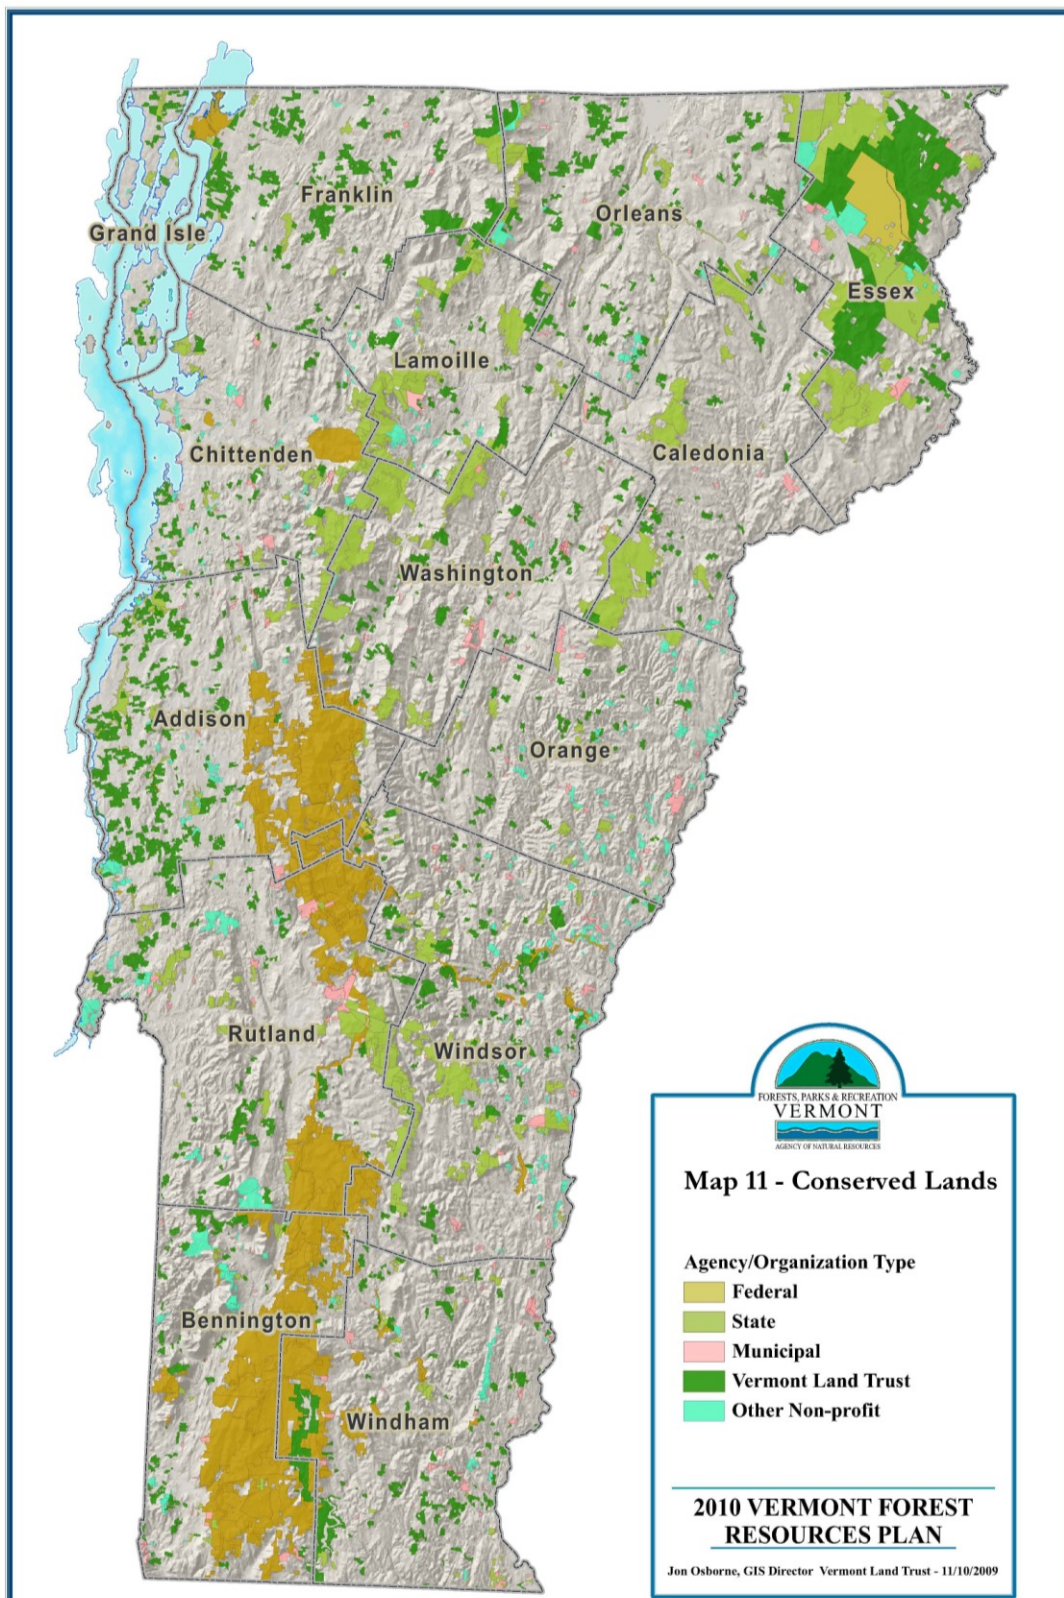 Franklin
Orleans
Grand Isle
Essex
Lamoille
Chittenden
Caledonia
Washington
Addison
Orange
Rutland
Windsor
Bennington
Windham
FORESTS, PARKS & RECREATION
VERMONT
AGENCY OF NATURAL RESOURCES
Map 11 - Conserved Lands
Agency/Organization Type
Federal
State
Municipal
Vermont Land Trust
Other Non-profit
2010 VERMONT FOREST
RESOURCES PLAN
Jon Osborne, GIS Director Vermont Land Trust - 11/10/2009